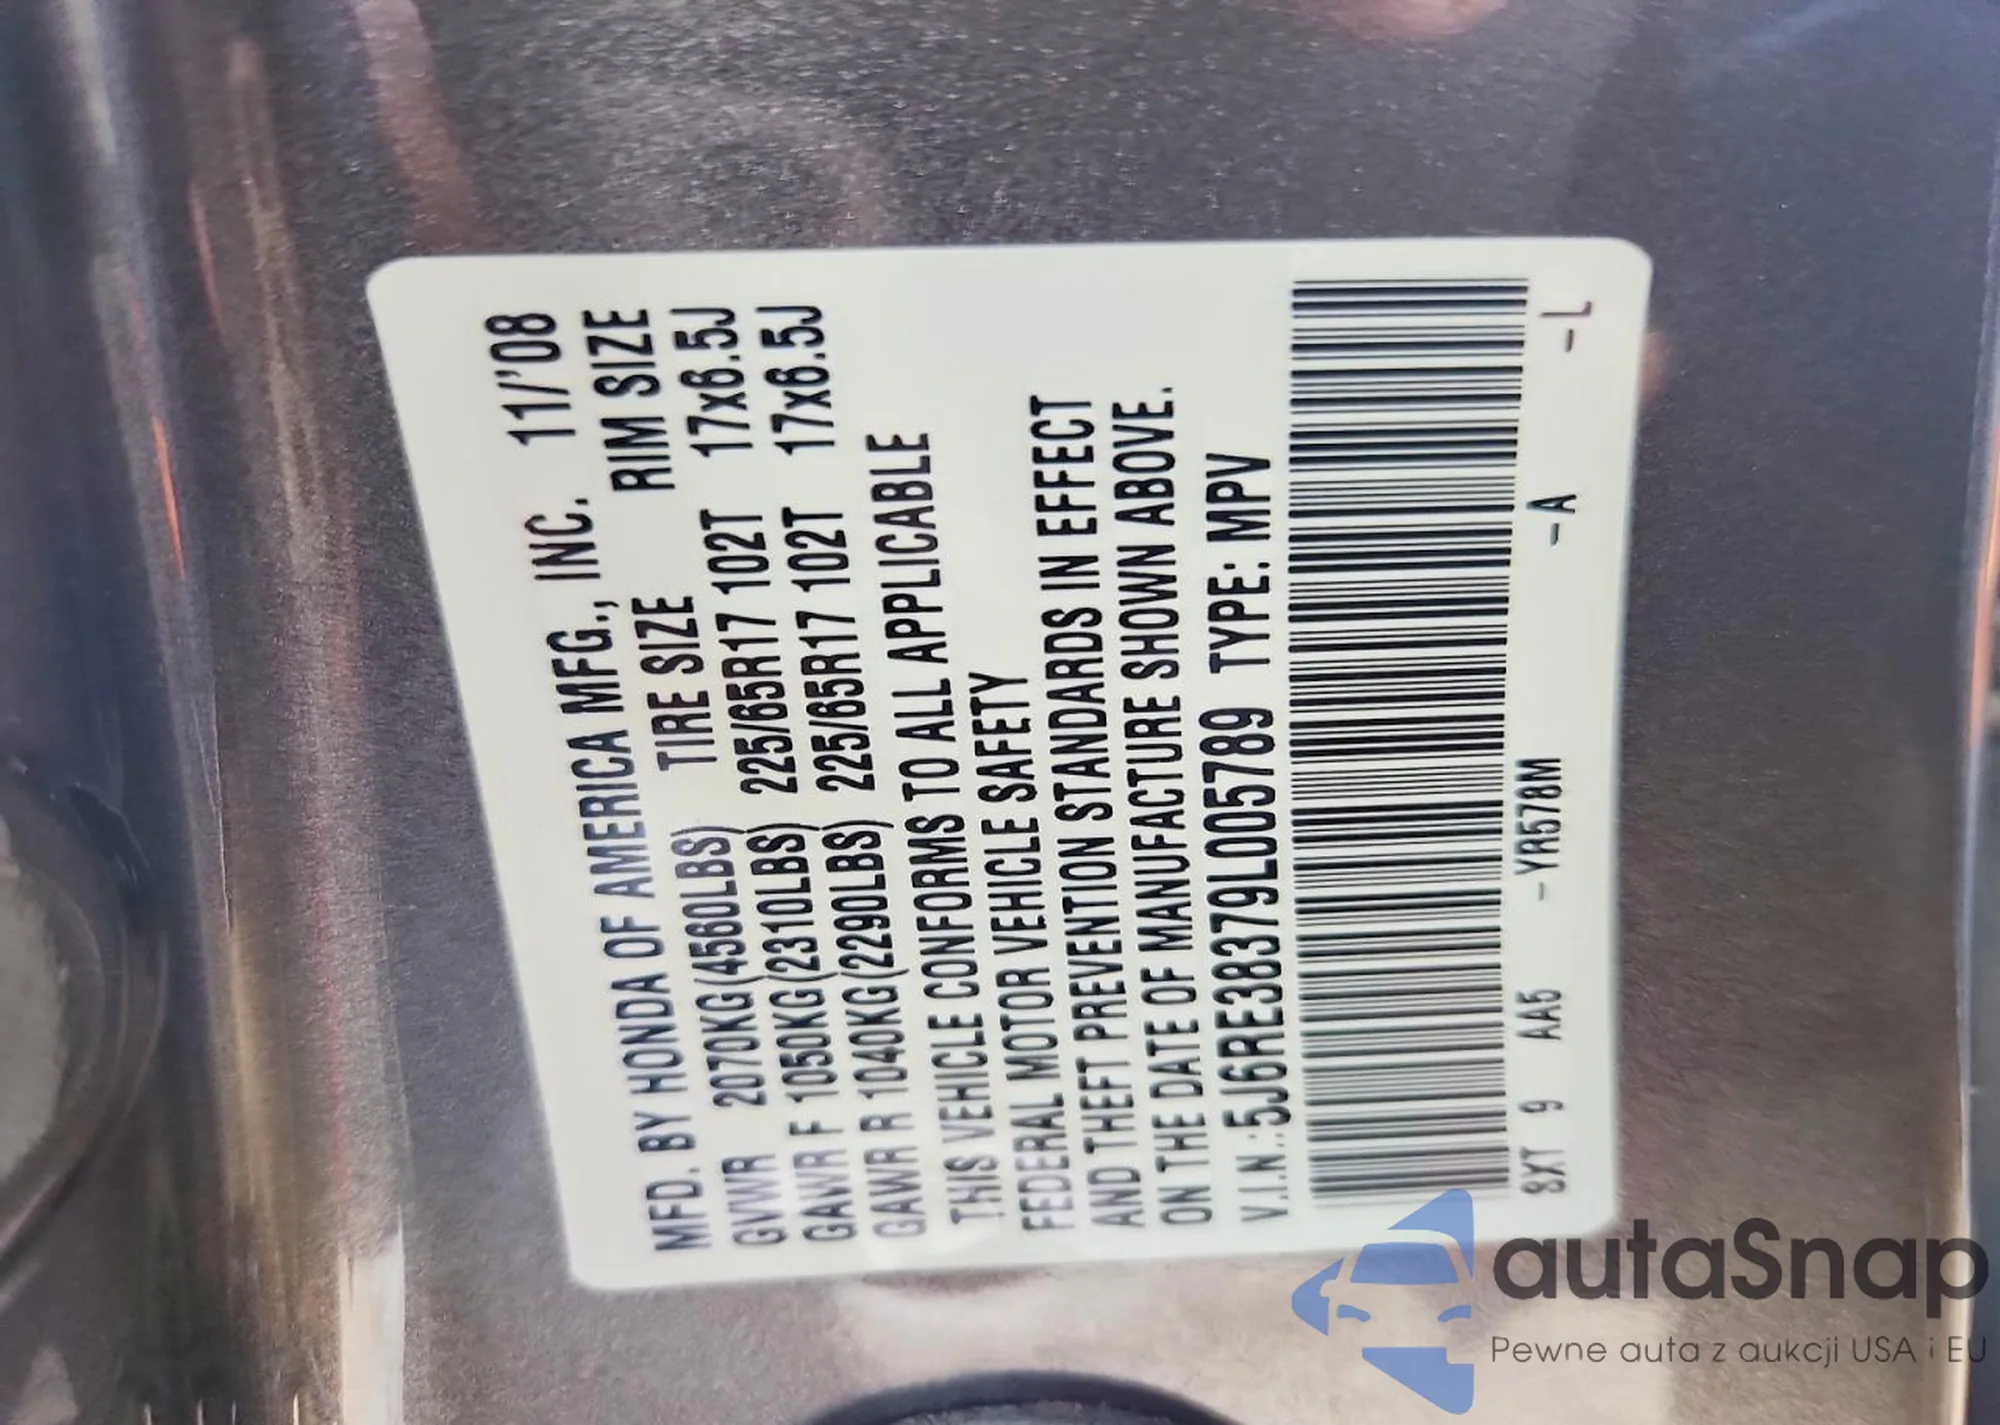 MFD. BY HONDA OF AMERICA MFG., INC. 11/'08
TIRE SIZE RIM SIZE
GVWR 2070KG(4560LBS) 225/65R17 102T 17x6.5J
GAWR F 1050KG(2310LBS) 225/65R17 102T 17x6.5J
GAWR R 1040KG(2290LBS)
THIS VEHICLE CONFORMS TO ALL APPLICABLE
FEDERAL MOTOR VEHICLE SAFETY
AND THEFT PREVENTION STANDARDS IN EFFECT
ON THE DATE OF MANUFACTURE SHOWN ABOVE.
V.I.N.:5J6RE38379L005789 TYPE: MPV
SXT 9 AA5 -YR578M -A -L
autaSnap
Pewne auta z aukcji USA i EU